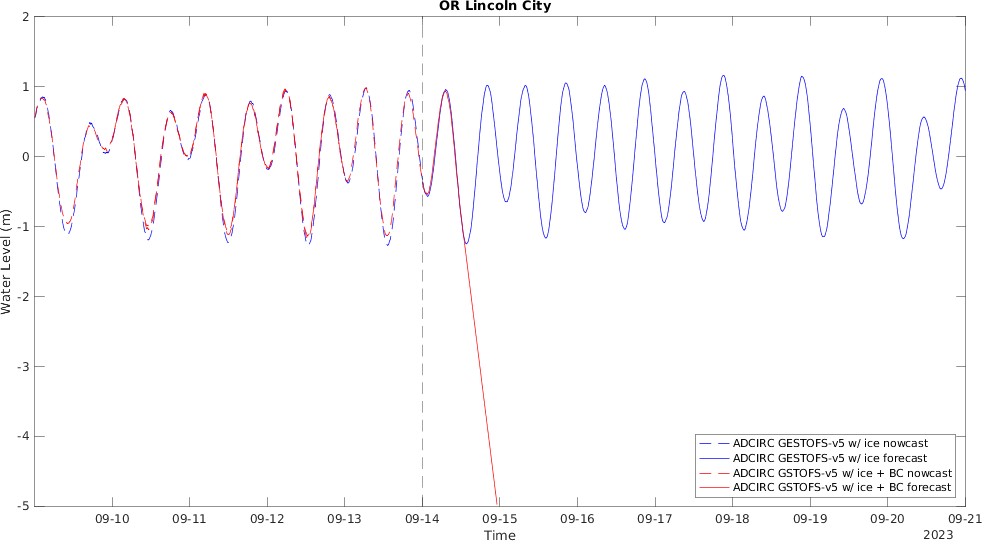 OR Lincoln City
2
1
0
-1
-2
-3
-4
-5
Water Level (m)
ADCIRC GESTOFS-v5 w/ ice nowcast
ADCIRC GESTOFS-v5 w/ ice forecast
ADCIRC GSTOFS-v5 w/ ice + BC nowcast
ADCIRC GSTOFS-v5 w/ ice + BC forecast
09-10 09-11 09-12 09-13 09-14 09-15 09-16 09-17 09-18 09-19 09-20 09-21
Time
2023